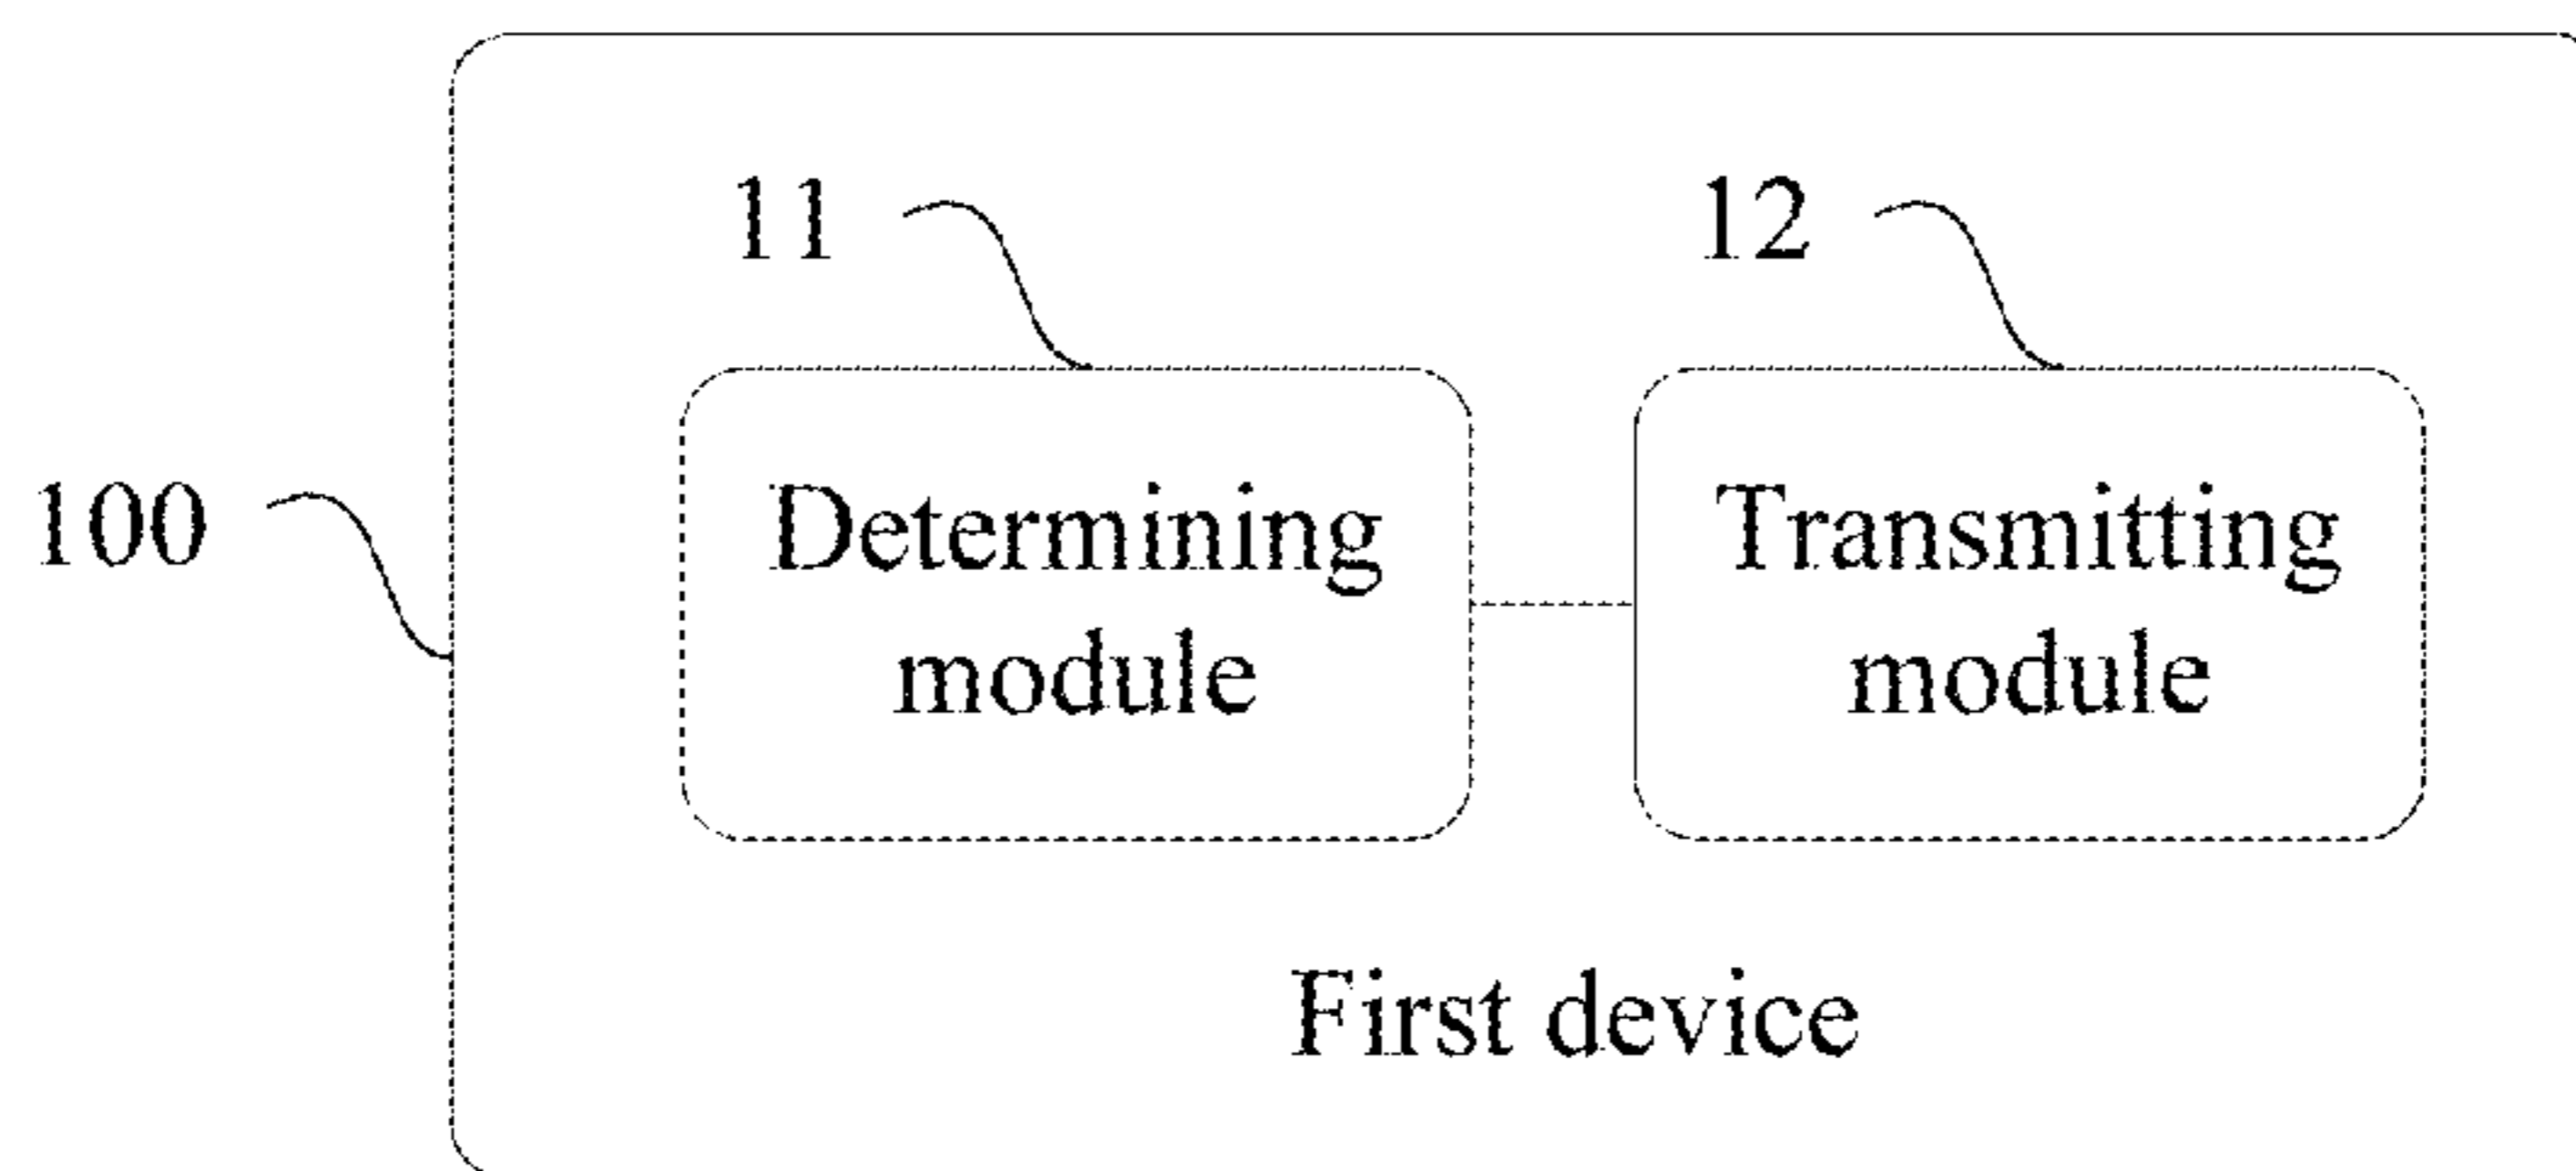 11
12
100
Determining
module
Transmitting
module
First device